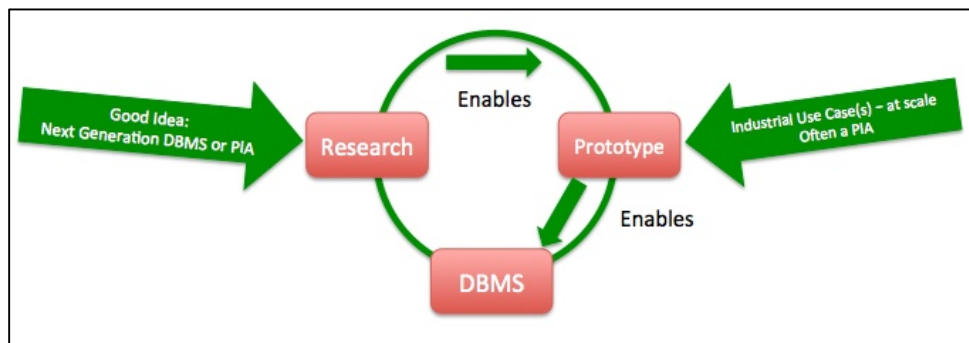 Good Idea:
Next Generation DBMS or PIA
Enables
Industrial Use Case(s) – at scale
Often a PIA
Research
Prototype
Enables
DBMS